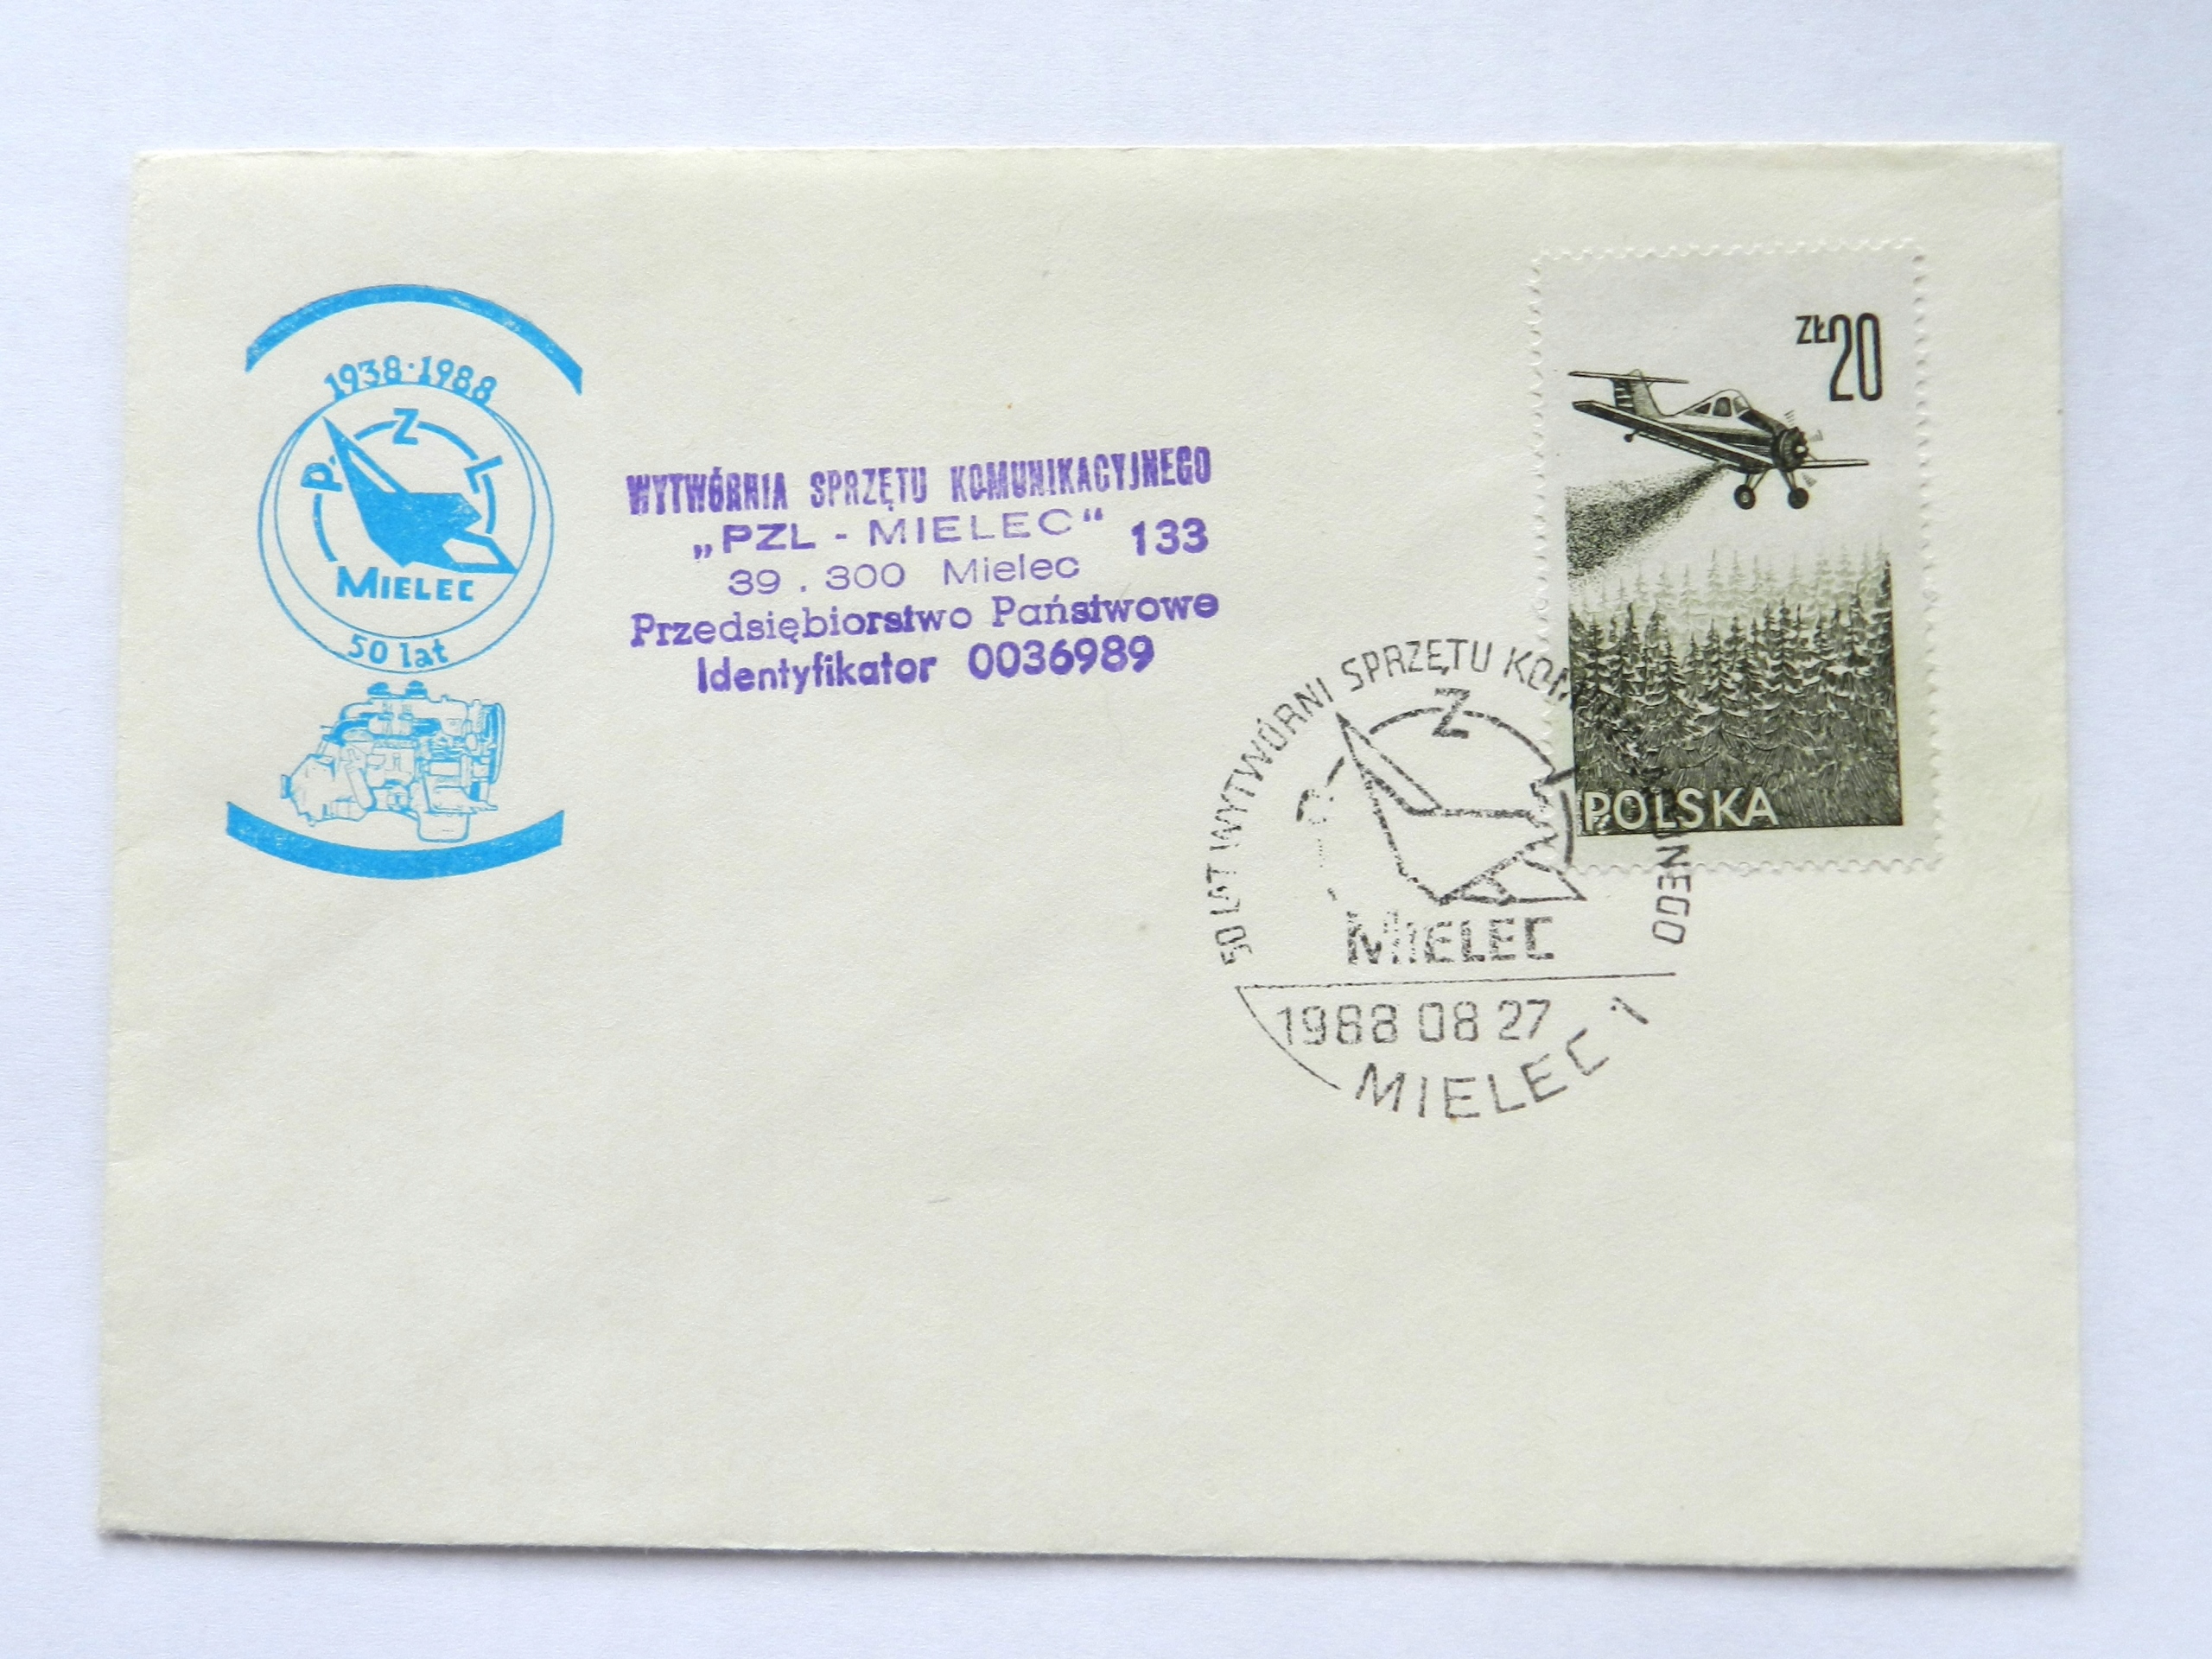 1938·1988
P Z L
MIELEC
50 lat
WYTWÓRNIA SPRZĘTU KOMUNIKACYJNEGO
„PZL - MIELEC“ 133
39.300 Mielec
Przedsiębiorstwo Państwowe
Identyfikator 0036989
ZŁ 20
POLSKA
50 LAT WYTWÓRNI SPRZĘTU
P Z L
MIELEC
1988 08 27
MIELEC 1